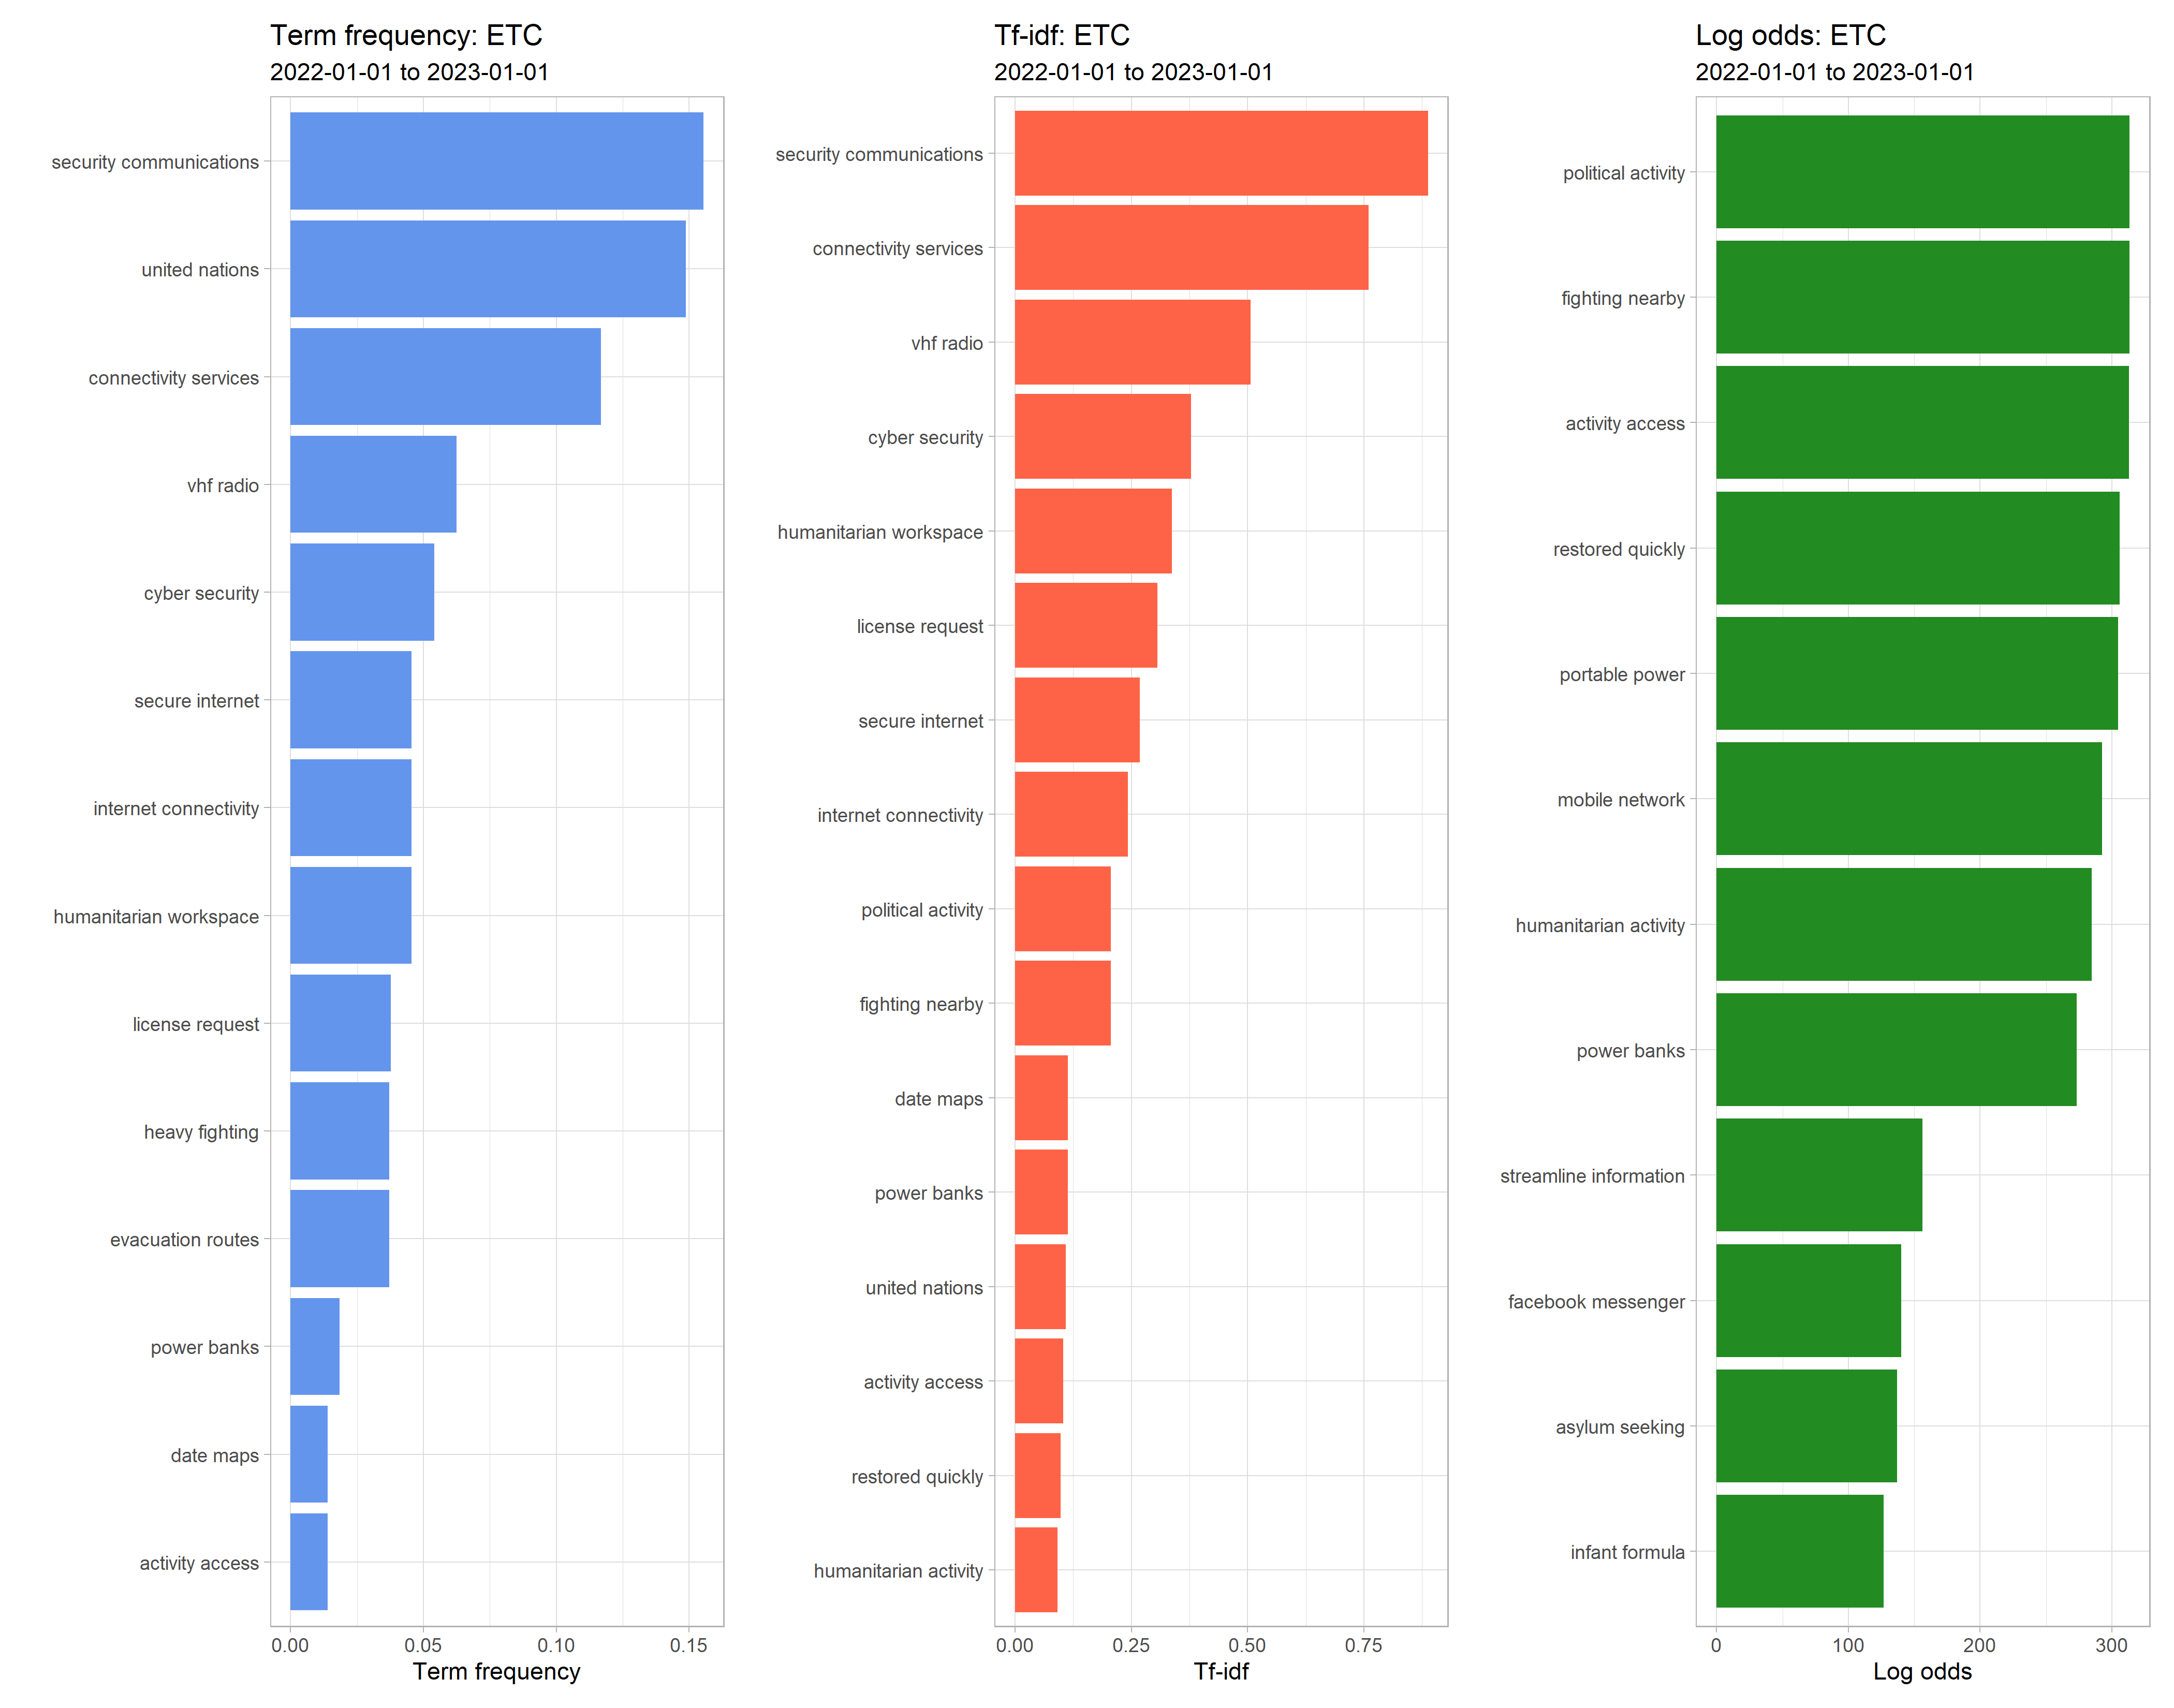 Term frequency: ETC
2022-01-01 to 2023-01-01
security communications
united nations
connectivity services
vhf radio
cyber security
secure internet
internet connectivity
humanitarian workspace
license request
heavy fighting
evacuation routes
power banks
date maps
activity access
0.00 0.05 0.10 0.15
Term frequency
Tf-idf: ETC
2022-01-01 to 2023-01-01
security communications
connectivity services
vhf radio
cyber security
humanitarian workspace
license request
secure internet
internet connectivity
political activity
fighting nearby
date maps
power banks
united nations
activity access
restored quickly
humanitarian activity
0.00 0.25 0.50 0.75
Tf-idf
Log odds: ETC
2022-01-01 to 2023-01-01
political activity
fighting nearby
activity access
restored quickly
portable power
mobile network
humanitarian activity
power banks
streamline information
facebook messenger
asylum seeking
infant formula
0 100 200 300
Log odds